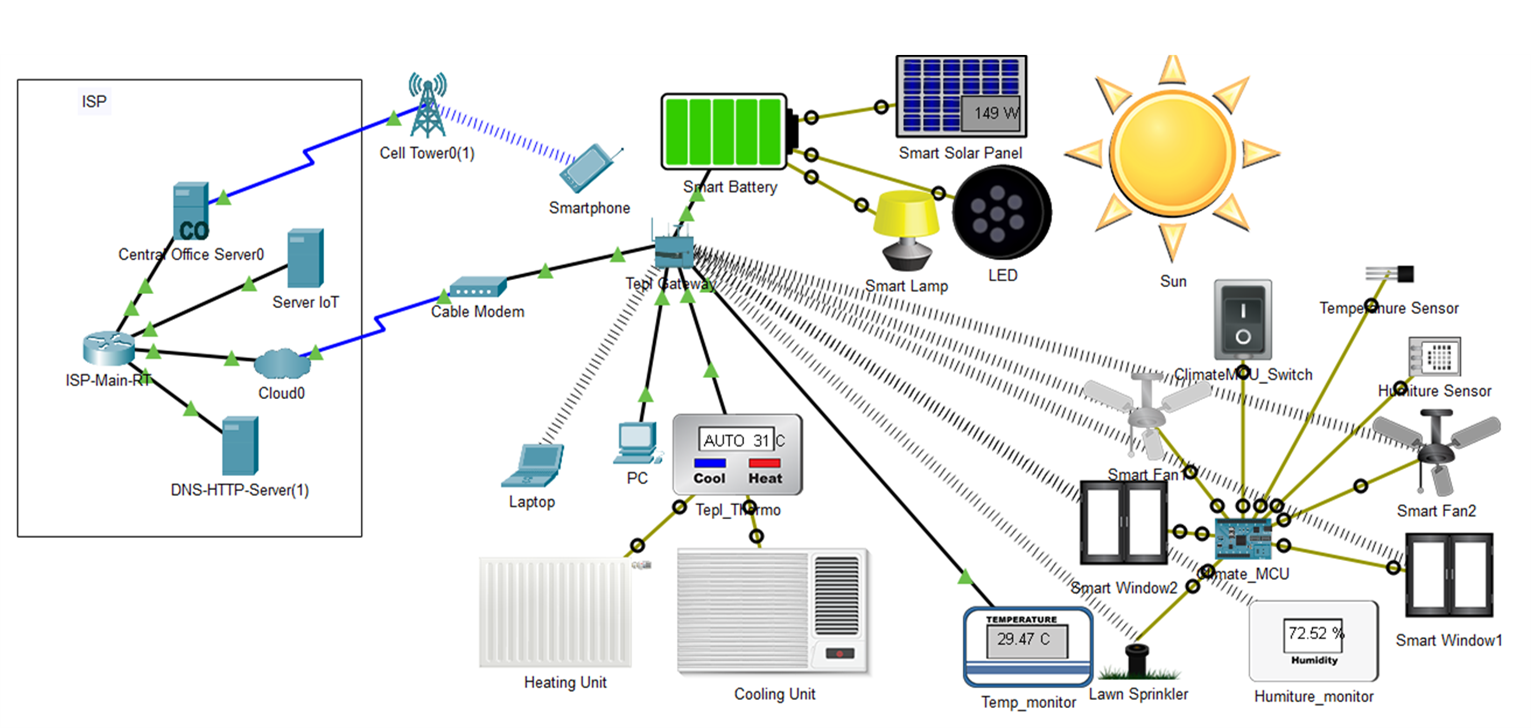 ISP
Cell Tower0(1)
Smartphone
149 W
Smart Solar Panel
Smart Battery
CO
Central Office Server0
Server IoT
Tepl Gateway
Smart Lamp
LED
Sun
Cable Modem
Temperature Sensor
ISP-Main-RT
Cloud0
ClimateMCU_Switch
Humiture Sensor
AUTO 31 C
Cool Heat
DNS-HTTP-Server(1)
Laptop
PC
Tepl_Thermo
Smart Fan1
Smart Fan2
Climate_MCU
Smart Window2
TEMPERATURE
29.47 C
72.52 %
Humidity
Smart Window1
Heating Unit
Cooling Unit
Temp_monitor
Lawn Sprinkler
Humiture_monitor